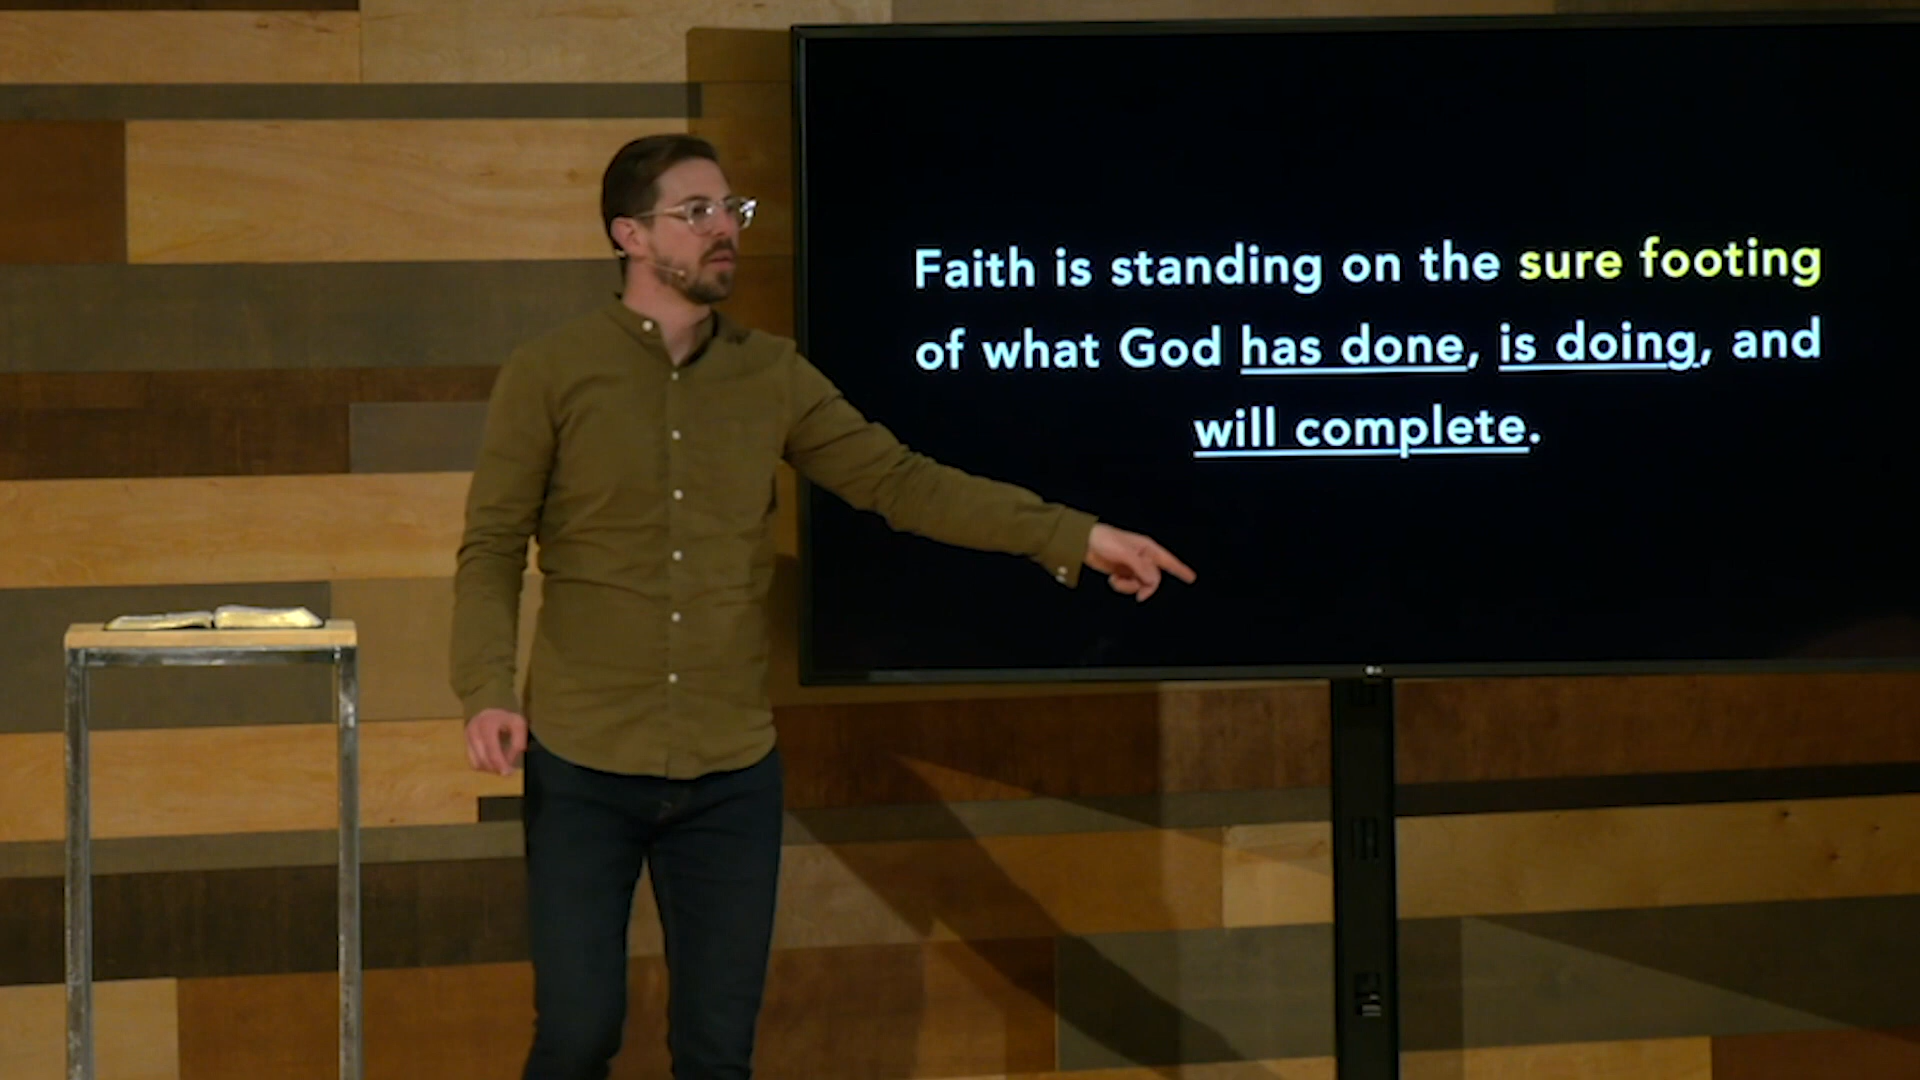 Faith is standing on the sure footing
of what God has done, is doing, and
will complete.